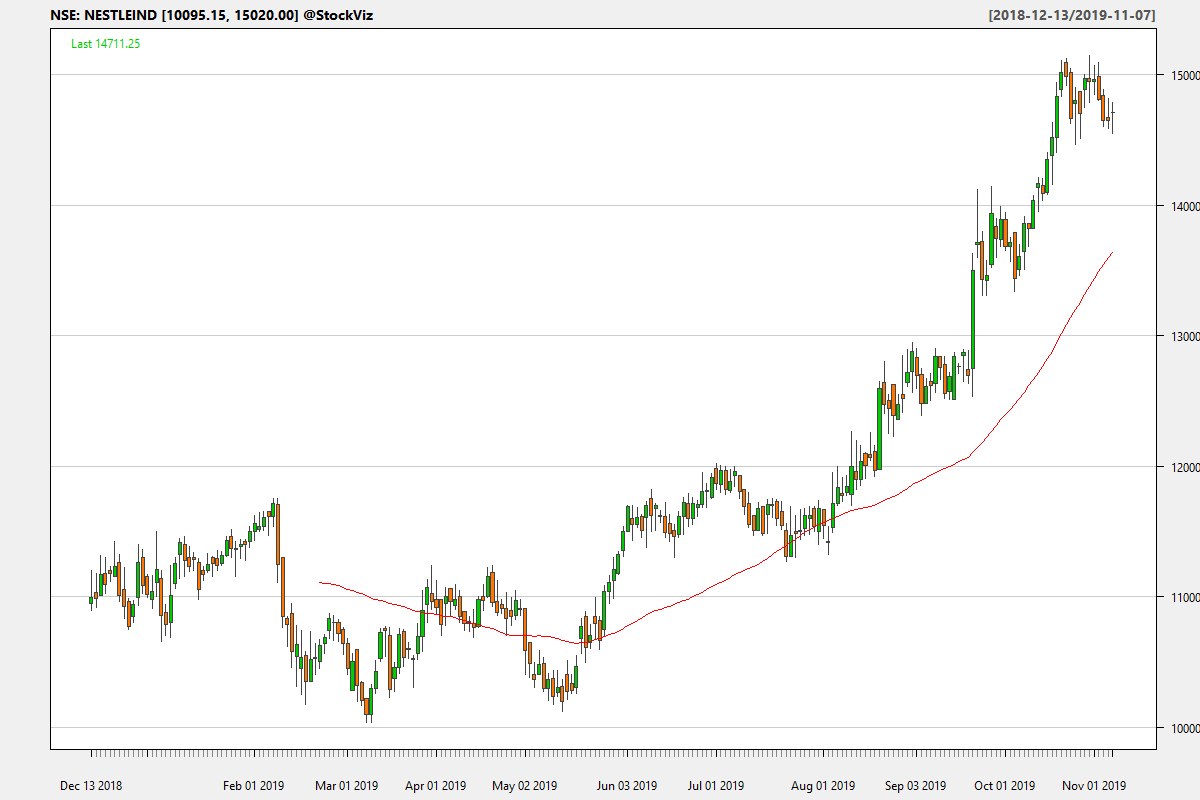 NSE: NESTLEIND [10095.15, 15020.00] @StockViz
[2018-12-13/2019-11-07]
Last 14711.25
15000
14000
13000
12000
11000
10000
Dec 13 2018
Feb 01 2019
Mar 01 2019
Apr 01 2019
May 02 2019
Jun 03 2019
Jul 01 2019
Aug 01 2019
Sep 03 2019
Oct 01 2019
Nov 01 2019